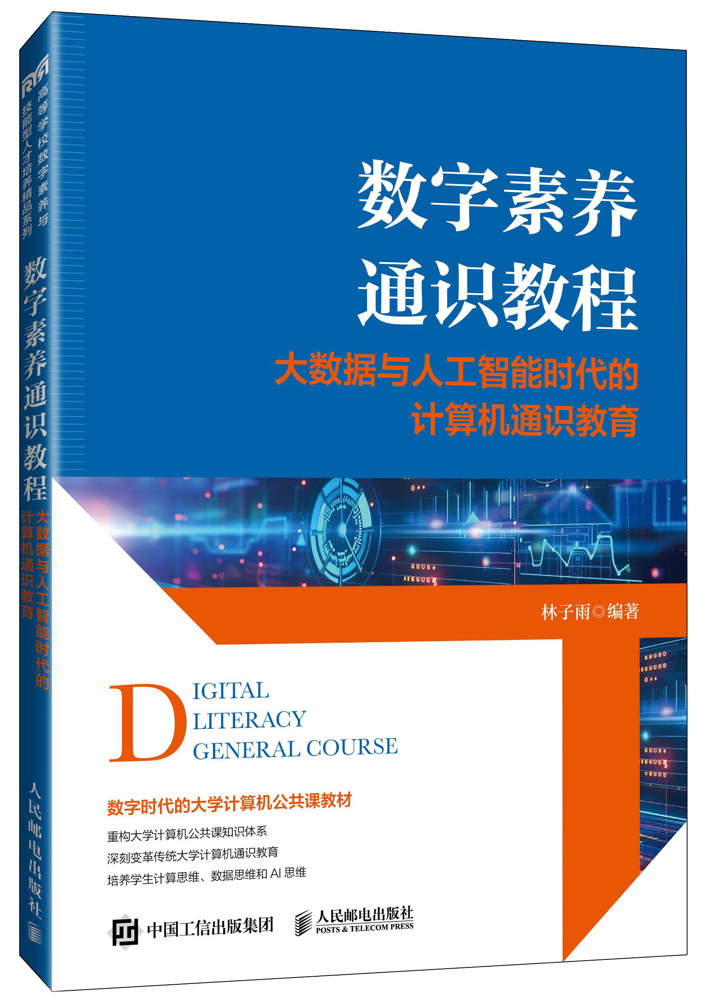 高等学校数字素养与
技能型人才培养精品系列
数字素养通识教程
大数据与人工智能时代的
计算机通识教育
人民邮电出版社
数字素养
通识教程
大数据与人工智能时代的
计算机通识教育
林子雨◎编著
DIGITAL
LITERACY
GENERAL COURSE
数字时代的大学计算机公共课教材
重构大学计算机公共课知识体系
深刻变革传统大学计算机通识教育
培养学生计算思维、数据思维和 AI 思维
中国工信出版集团
人民邮电出版社
POSTS & TELECOM PRESS